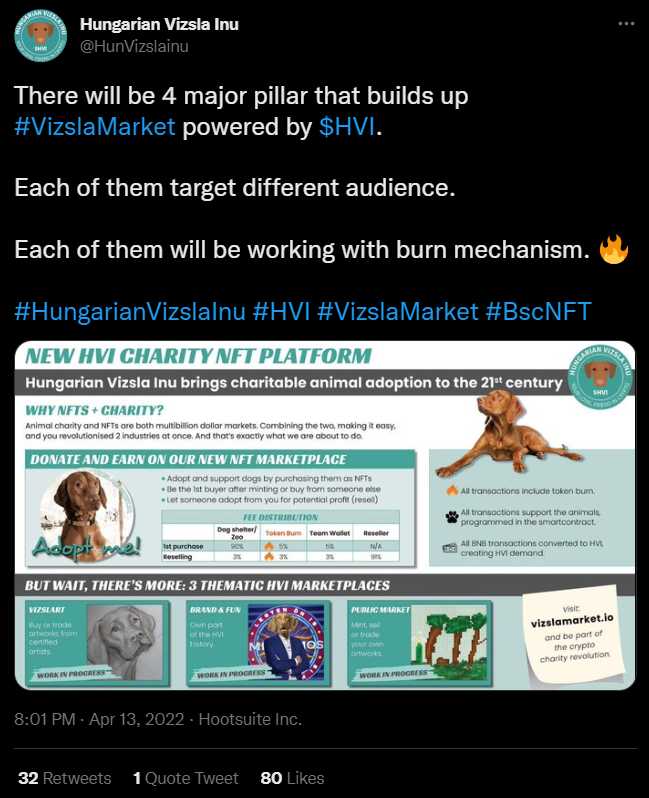 Hungarian Vizsla Inu
@HunVizslainu
There will be 4 major pillar that builds up
#VizslaMarket powered by $HVI.
Each of them target different audience.
Each of them will be working with burn mechanism. 🔥
#HungarianVizslaInu #HVI #VizslaMarket #BscNFT
NEW HVI CHARITY NFT PLATFORM
Hungarian Vizsla Inu brings charitable animal adoption to the 21st century
HUNGARIAN VIZSLA INU
$HVI
WHY NFTS + CHARITY?
Animal charity and NFTs are both multibillion dollar markets. Combining the two, making it easy,
and you revolutionised 2 industries at once. And that's exactly what we are about to do.
DONATE AND EARN ON OUR NEW NFT MARKETPLACE
Adopt me!
• Adopt and support dogs by purchasing them as NFTs
• Be the 1st buyer after minting or buy from someone else
• Let someone adopt from you for potential profit (resell)
FEE DISTRIBUTION
Dog shelter/ Zoo Token Burn Team Wallet Reseller
1st purchase 90% 🔥 5% 5% N/A
Reselling 3% 🔥 3% 3% 91%
All transactions include token burn.
All transactions support the animals,
programmed in the smartcontract.
All BNB transactions converted to HVI,
creating HVI demand.
BUT WAIT, THERE'S MORE: 3 THEMATIC HVI MARKETPLACES
VIZSLART
Buy or trade
artworks from
certified
artists.
WORK IN PROGRESS
BRAND & FUN
Own part
of the HVI
history.
WORK IN PROGRESS
PUBLIC MARKET
Mint, sell
or trade
your own
artworks.
WORK IN PROGRESS
Visit:
vizslamarket.io
and be part of
the crypto
charity revolution.
8:01 PM · Apr 13, 2022 · Hootsuite Inc.
32 Retweets 1 Quote Tweet 80 Likes